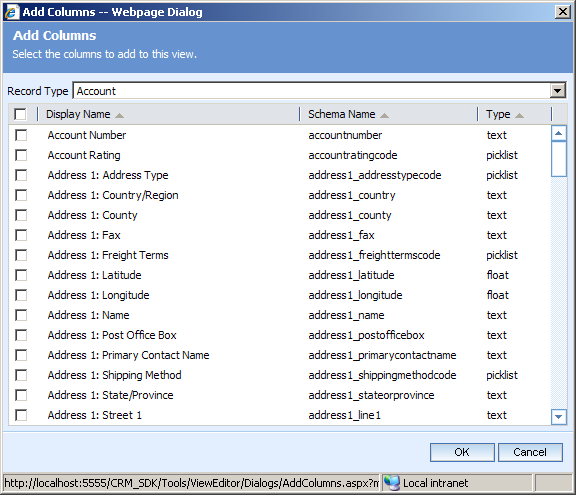 Add Columns -- Webpage Dialog
Add Columns
Select the columns to add to this view.
Record Type Account
Display Name Schema Name Type
Account Number accountnumber text
Account Rating accountratingcode picklist
Address 1: Address Type address1_addresstypecode picklist
Address 1: Country/Region address1_country text
Address 1: County address1_county text
Address 1: Fax address1_fax text
Address 1: Freight Terms address1_freighttermscode picklist
Address 1: Latitude address1_latitude float
Address 1: Longitude address1_longitude float
Address 1: Name address1_name text
Address 1: Post Office Box address1_postofficebox text
Address 1: Primary Contact Name address1_primarycontactname text
Address 1: Shipping Method address1_shippingmethodcode picklist
Address 1: State/Province address1_stateorprovince text
Address 1: Street 1 address1_line1 text
OK Cancel
http://localhost:5555/CRM_SDK/Tools/ViewEditor/Dialogs/AddColumns.aspx?m Local intranet